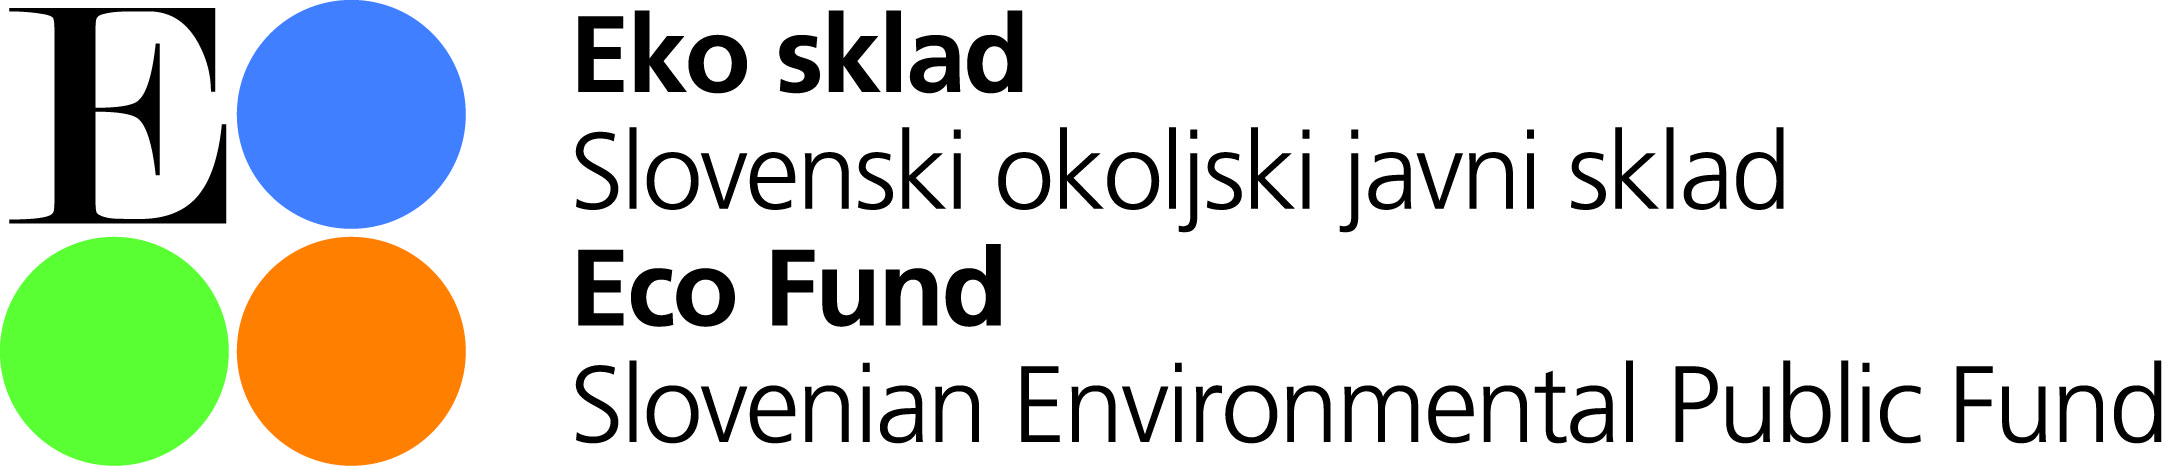 E
Eko sklad
Slovenski okoljski javni sklad
Eco Fund
Slovenian Environmental Public Fund